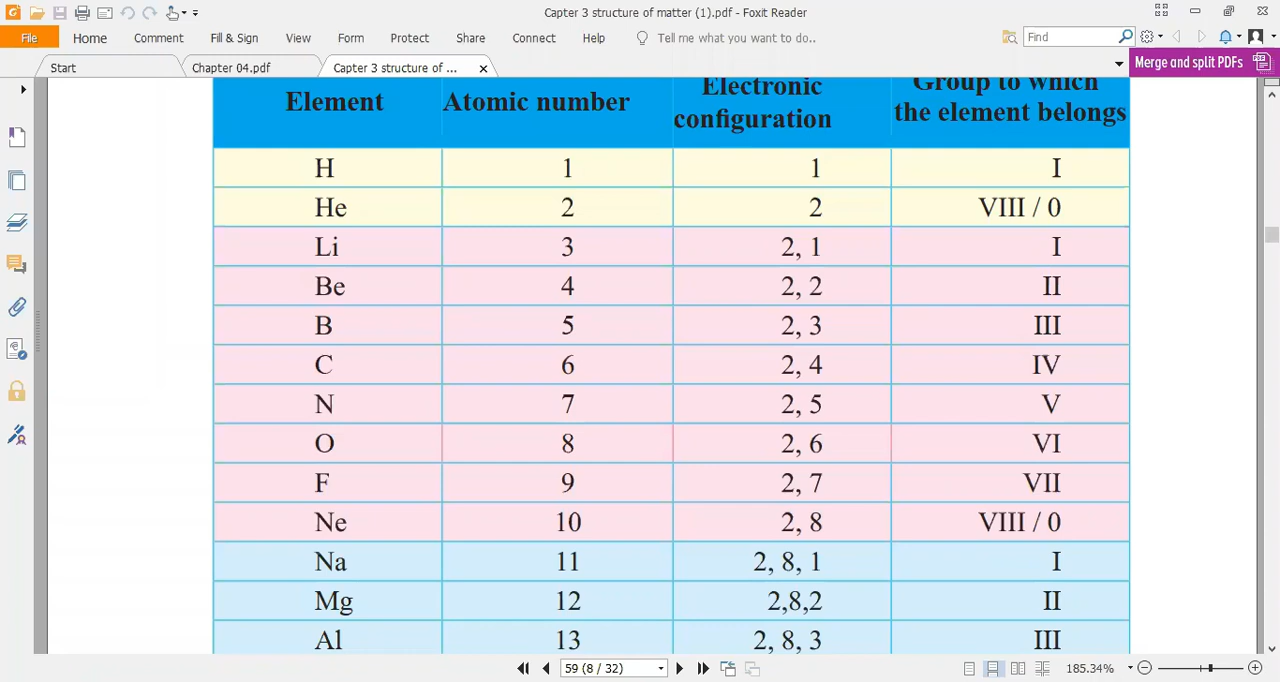 Capter 3 structure of matter (1).pdf - Foxit Reader
File Home Comment Fill & Sign View Form Protect Share Connect Help Tell me what you want to do.. Find
Start Chapter 04.pdf Capter 3 structure of ... Merge and split PDFs
Element Atomic number Electronic configuration Group to which the element belongs
H 1 1 I
He 2 2 VIII / 0
Li 3 2, 1 I
Be 4 2, 2 II
B 5 2, 3 III
C 6 2, 4 IV
N 7 2, 5 V
O 8 2, 6 VI
F 9 2, 7 VII
Ne 10 2, 8 VIII / 0
Na 11 2, 8, 1 I
Mg 12 2,8,2 II
Al 13 2, 8, 3 III
59 (8 / 32) 185.34%